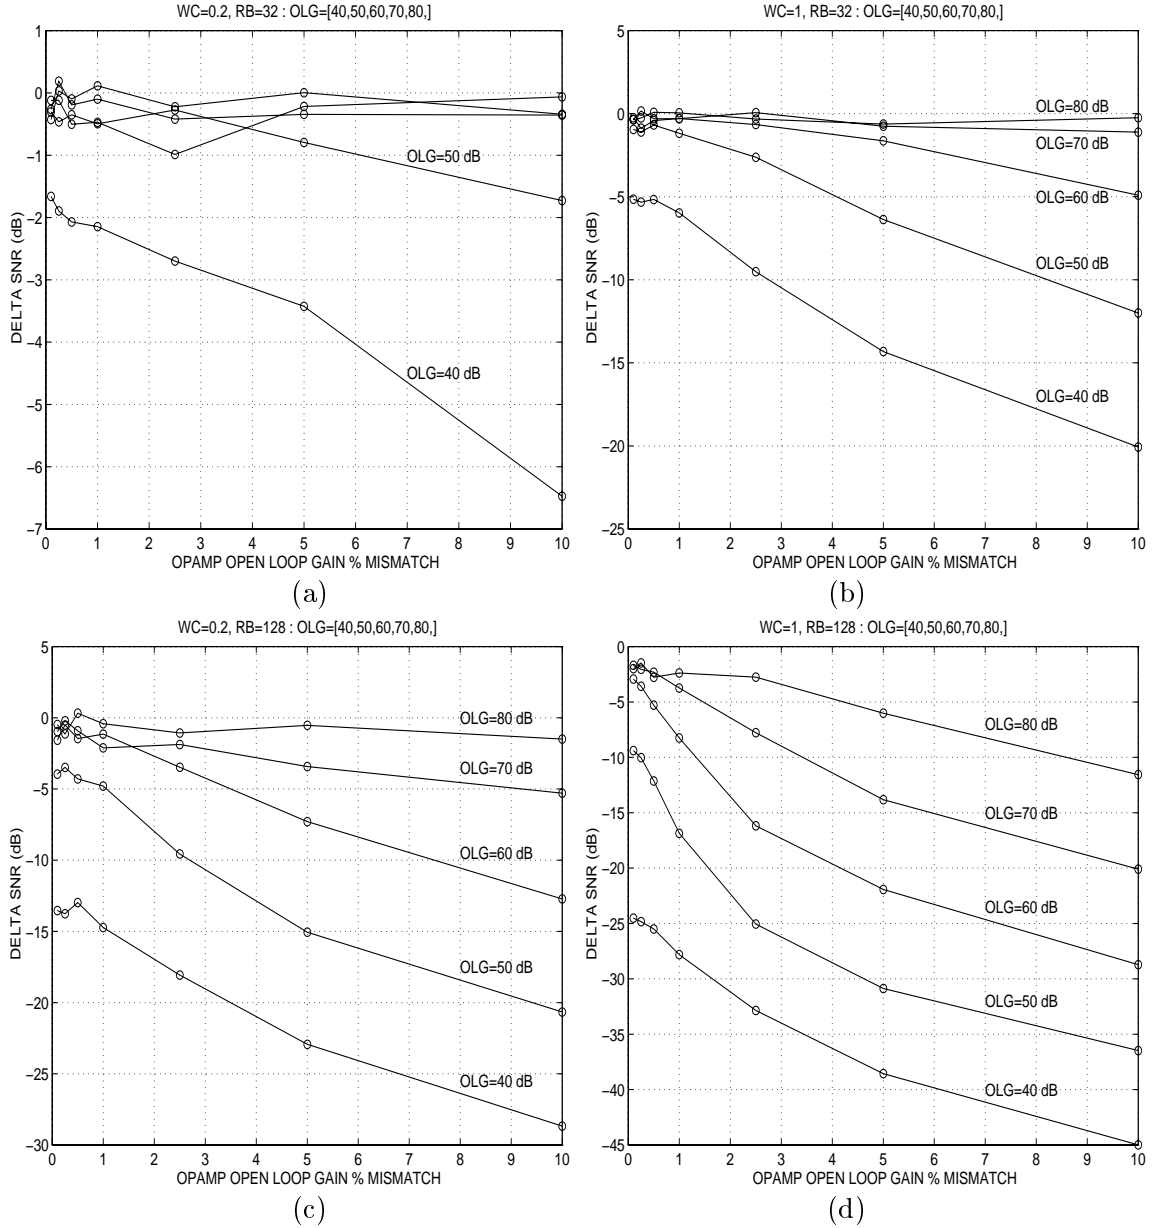 WC=0.2, RB=32 : OLG=[40,50,60,70,80,]
1
0
−1
−2
−3
−4
−5
−6
−7
DELTA SNR (dB)
OLG=50 dB
OLG=40 dB
0 1 2 3 4 5 6 7 8 9 10
OPAMP OPEN LOOP GAIN % MISMATCH
(a)
WC=1, RB=32 : OLG=[40,50,60,70,80,]
5
0
−5
−10
−15
−20
−25
DELTA SNR (dB)
OLG=80 dB
OLG=70 dB
OLG=60 dB
OLG=50 dB
OLG=40 dB
0 1 2 3 4 5 6 7 8 9 10
OPAMP OPEN LOOP GAIN % MISMATCH
(b)
WC=0.2, RB=128 : OLG=[40,50,60,70,80,]
5
0
−5
−10
−15
−20
−25
−30
DELTA SNR (dB)
OLG=80 dB
OLG=70 dB
OLG=60 dB
OLG=50 dB
OLG=40 dB
0 1 2 3 4 5 6 7 8 9 10
OPAMP OPEN LOOP GAIN % MISMATCH
(c)
WC=1, RB=128 : OLG=[40,50,60,70,80,]
0
−5
−10
−15
−20
−25
−30
−35
−40
−45
DELTA SNR (dB)
OLG=80 dB
OLG=70 dB
OLG=60 dB
OLG=50 dB
OLG=40 dB
0 1 2 3 4 5 6 7 8 9 10
OPAMP OPEN LOOP GAIN % MISMATCH
(d)